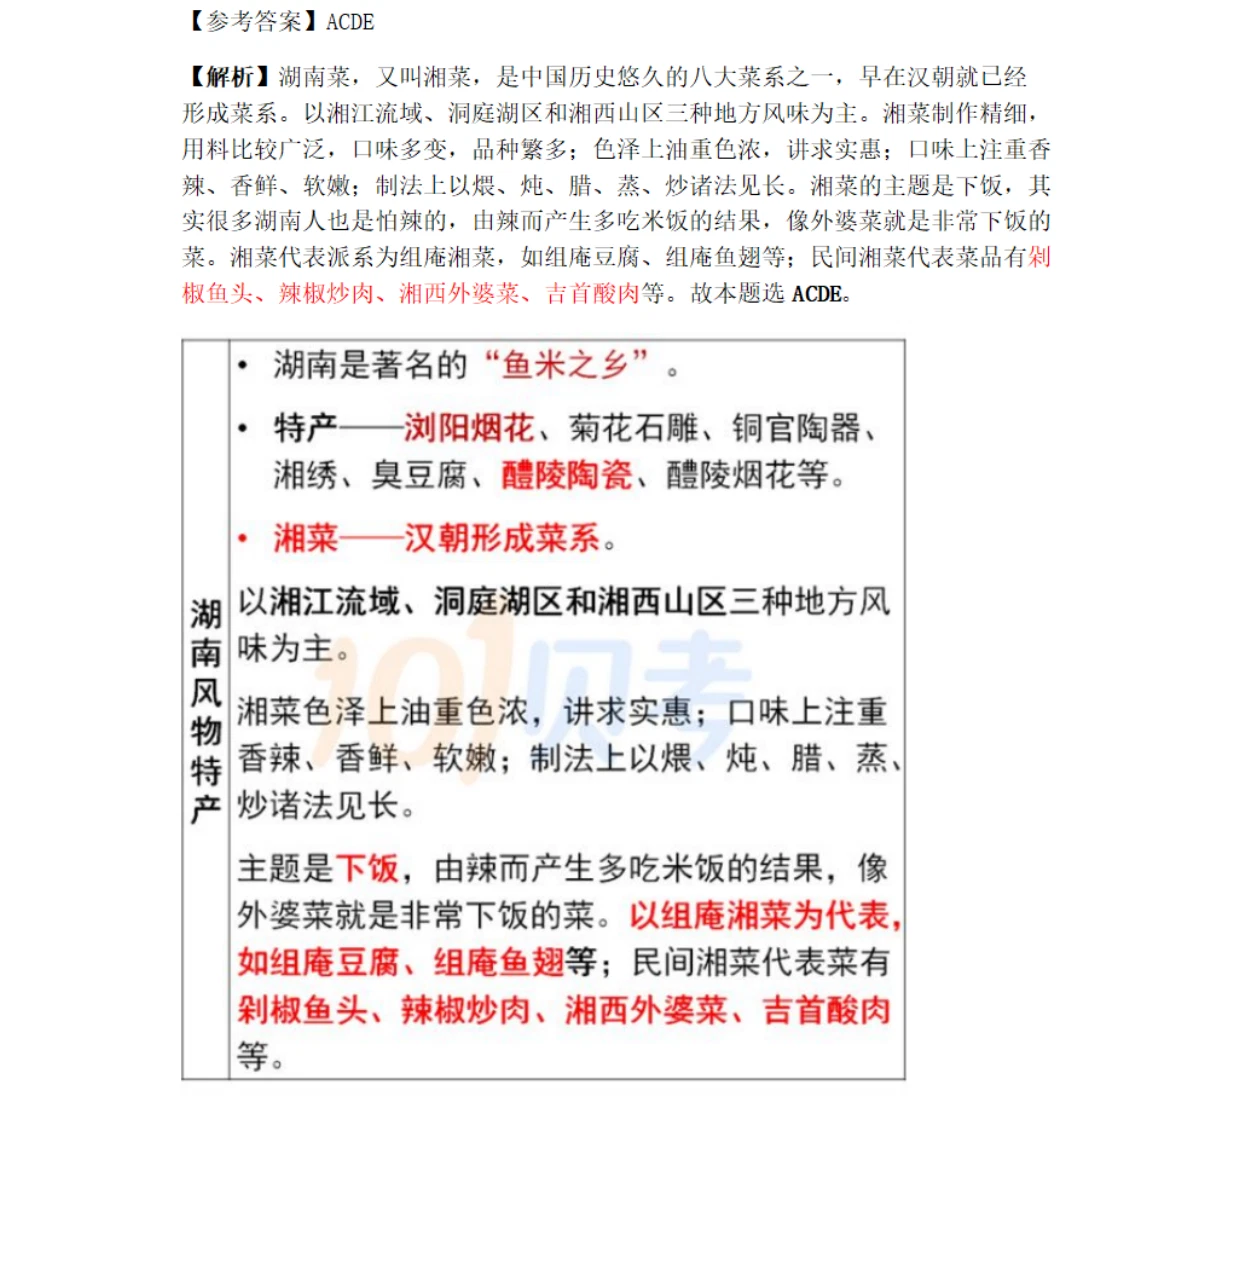 【参考答案】ACDE
【解析】湖南菜，又叫湘菜，是中国历史悠久的八大菜系之一，早在汉朝就已经
形成菜系。以湘江流域、洞庭湖区和湘西山区三种地方风味为主。湘菜制作精细，
用料比较广泛，口味多变，品种繁多；色泽上油重色浓，讲求实惠；口味上注重香
辣、香鲜、软嫩；制法上以煨、炖、腊、蒸、炒诸法见长。湘菜的主题是下饭，其
实很多湖南人也是怕辣的，由辣而产生多吃米饭的结果，像外婆菜就是非常下饭的
菜。湘菜代表派系为组庵湘菜，如组庵豆腐、组庵鱼翅等；民间湘菜代表菜品有剁
椒鱼头、辣椒炒肉、湘西外婆菜、吉首酸肉等。故本题选 ACDE。
湖南风物特产
• 湖南是著名的“鱼米之乡”。
• 特产——浏阳烟花、菊花石雕、铜官陶器、
湘绣、臭豆腐、醴陵陶瓷、醴陵烟花等。
• 湘菜——汉朝形成菜系。
以湘江流域、洞庭湖区和湘西山区三种地方风
味为主。
湘菜色泽上油重色浓，讲求实惠；口味上注重
香辣、香鲜、软嫩；制法上以煨、炖、腊、蒸、
炒诸法见长。
主题是下饭，由辣而产生多吃米饭的结果，像
外婆菜就是非常下饭的菜。以组庵湘菜为代表，
如组庵豆腐、组庵鱼翅等；民间湘菜代表菜有
剁椒鱼头、辣椒炒肉、湘西外婆菜、吉首酸肉
等。
101贝考